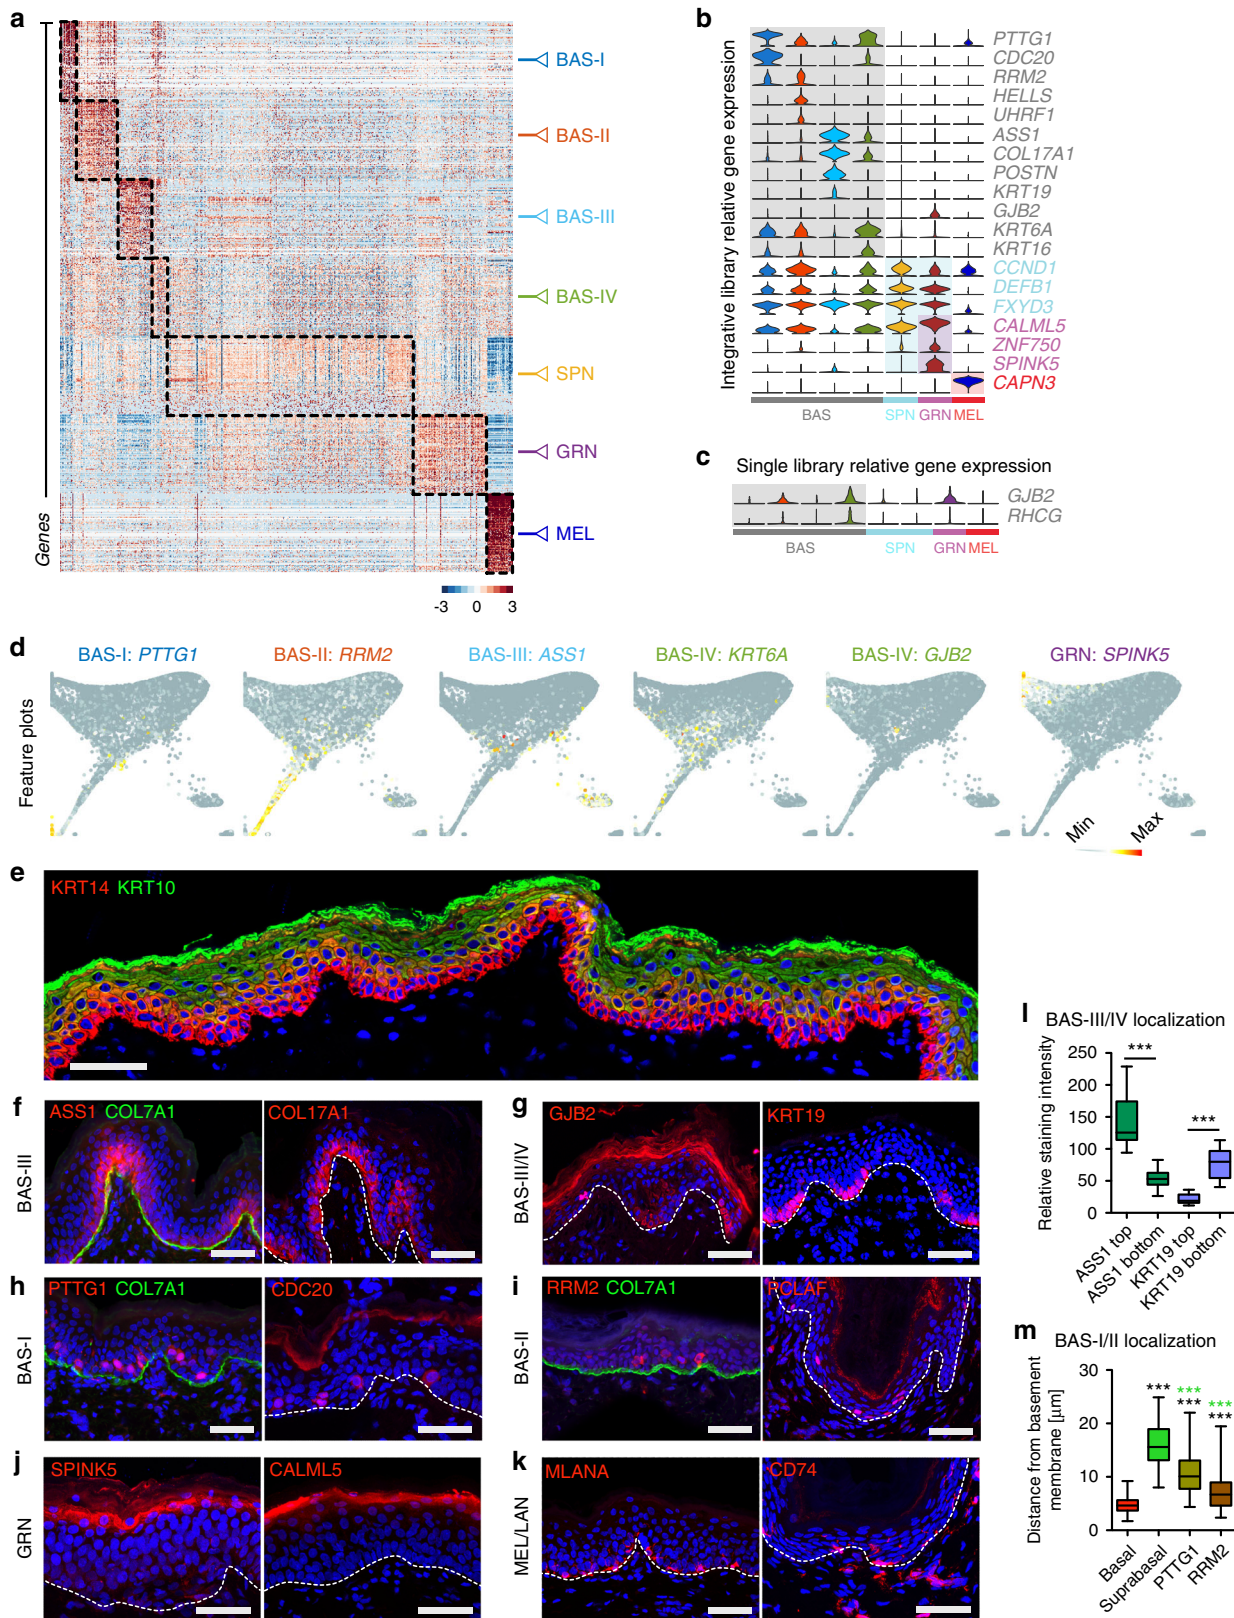 a
Genes
BAS-I
BAS-II
BAS-III
BAS-IV
SPN
GRN
MEL
-3 0 3
b
Integrative library relative gene expression
PTTG1
CDC20
RRM2
HELLS
UHRF1
ASS1
COL17A1
POSTN
KRT19
GJB2
KRT6A
KRT16
CCND1
DEFB1
FXYD3
CALML5
ZNF750
SPINK5
CAPN3
BAS SPN GRN MEL
c
Single library relative gene expression
GJB2
RHCG
BAS SPN GRN MEL
d
Feature plots
BAS-I: PTTG1
BAS-II: RRM2
BAS-III: ASS1
BAS-IV: KRT6A
BAS-IV: GJB2
GRN: SPINK5
Min Max
e
KRT14 KRT10
f
BAS-III
ASS1 COL7A1
COL17A1
g
BAS-III/IV
GJB2
KRT19
h
BAS-I
PTTG1 COL7A1
CDC20
i
BAS-II
RRM2 COL7A1
PCLAF
j
GRN
SPINK5
CALML5
k
MEL/LAN
MLANA
CD74
l
BAS-III/IV localization
Relative staining intensity
250
200
150
100
50
0
***
***
ASS1 top
ASS1 bottom
KRT19 top
KRT19 bottom
m
BAS-I/II localization
Distance from basement
membrane [µm]
30
20
10
0
***
***
***
***
***
Basal
Suprabasal
PTTG1
RRM2